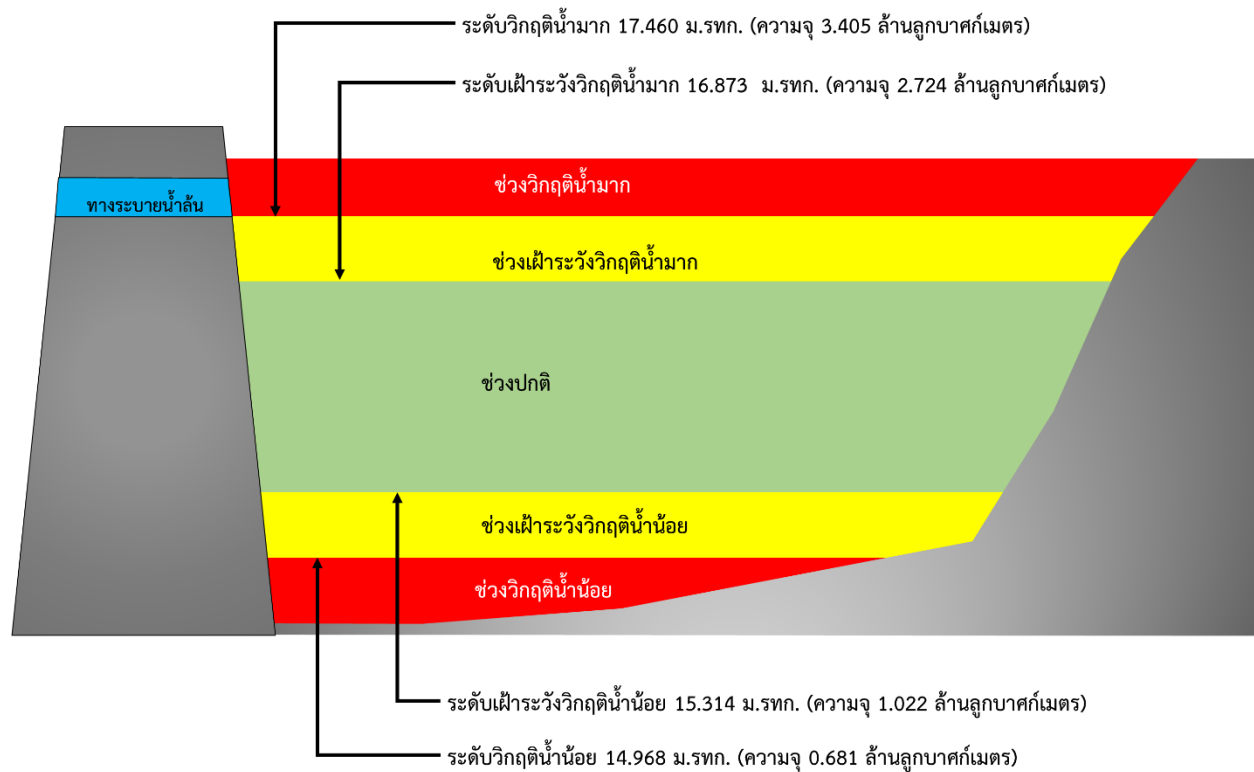 ระดับวิกฤติน้ำมาก 17.460 ม.รทก. (ความจุ 3.405 ล้านลูกบาศก์เมตร)
ระดับเฝ้าระวังวิกฤติน้ำมาก 16.873 ม.รทก. (ความจุ 2.724 ล้านลูกบาศก์เมตร)
ช่วงวิกฤติน้ำมาก
ทางระบายน้ำล้น
ช่วงเฝ้าระวังวิกฤติน้ำมาก
ช่วงปกติ
ช่วงเฝ้าระวังวิกฤติน้ำน้อย
ช่วงวิกฤติน้ำน้อย
ระดับเฝ้าระวังวิกฤติน้ำน้อย 15.314 ม.รทก. (ความจุ 1.022 ล้านลูกบาศก์เมตร)
ระดับวิกฤติน้ำน้อย 14.968 ม.รทก. (ความจุ 0.681 ล้านลูกบาศก์เมตร)